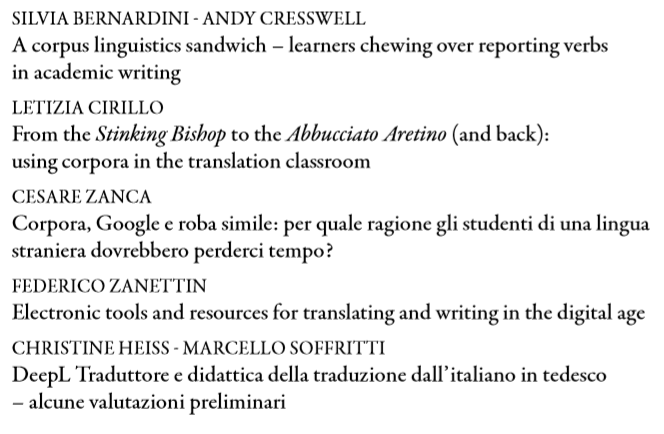 SILVIA BERNARDINI - ANDY CRESSWELL
A corpus linguistics sandwich – learners chewing over reporting verbs
in academic writing
LETIZIA CIRILLO
From the Stinking Bishop to the Abbucciato Aretino (and back):
using corpora in the translation classroom
CESARE ZANCA
Corpora, Google e roba simile: per quale ragione gli studenti di una lingua
straniera dovrebbero perderci tempo?
FEDERICO ZANETTIN
Electronic tools and resources for translating and writing in the digital age
CHRISTINE HEISS - MARCELLO SOFFRITTI
DeepL Traduttore e didattica della traduzione dall’italiano in tedesco
– alcune valutazioni preliminari